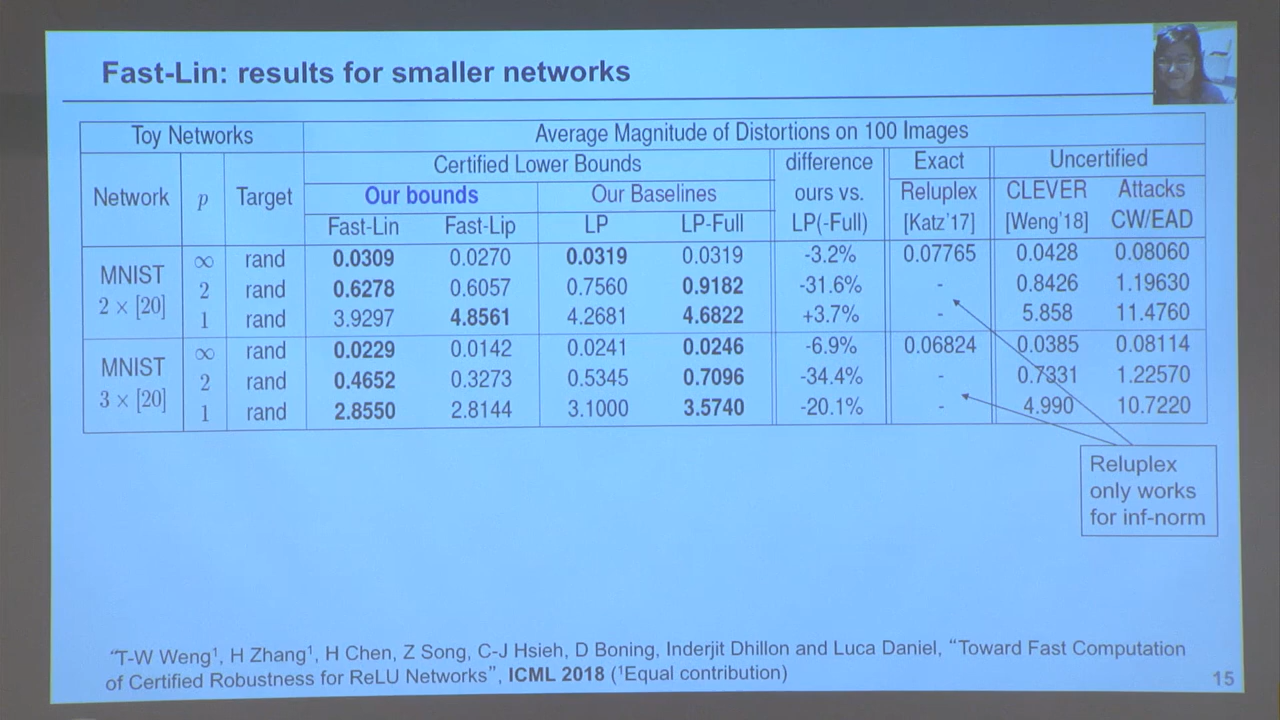 Fast-Lin: results for smaller networks
Toy Networks Average Magnitude of Distortions on 100 Images
Certified Lower Bounds difference Exact Uncertified
Network p Target Our bounds Our Baselines ours vs. Reluplex CLEVER Attacks
Fast-Lin Fast-Lip LP LP-Full LP(-Full) [Katz'17] [Weng'18] CW/EAD
MNIST 2 × [20] ∞ rand 0.0309 0.0270 0.0319 0.0319 -3.2% 0.07765 0.0428 0.08060
2 rand 0.6278 0.6057 0.7560 0.9182 -31.6% - 0.8426 1.19630
1 rand 3.9297 4.8561 4.2681 4.6822 +3.7% - 5.858 11.4760
MNIST 3 × [20] ∞ rand 0.0229 0.0142 0.0241 0.0246 -6.9% 0.06824 0.0385 0.08114
2 rand 0.4652 0.3273 0.5345 0.7096 -34.4% - 0.7331 1.22570
1 rand 2.8550 2.8144 3.1000 3.5740 -20.1% - 4.990 10.7220
Reluplex
only works
for inf-norm
"T-W Weng¹, H Zhang¹, H Chen, Z Song, C-J Hsieh, D Boning, Inderjit Dhillon and Luca Daniel, "Toward Fast Computation
of Certified Robustness for ReLU Networks", ICML 2018 (¹Equal contribution)
15